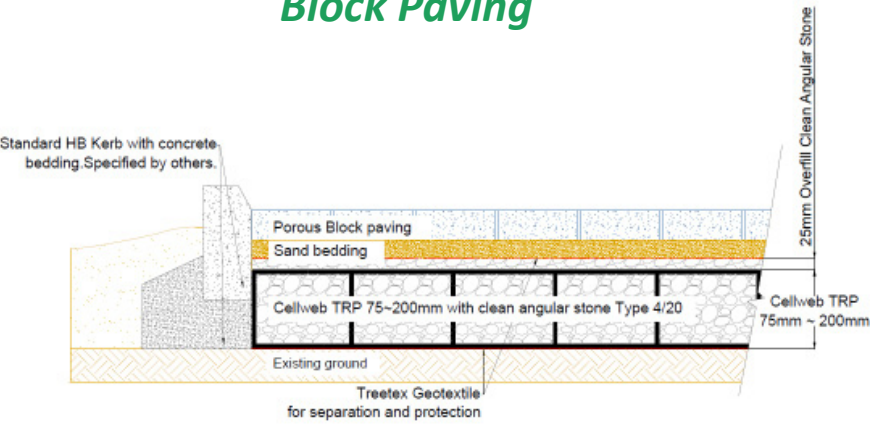 Block Paving
25mm Overfill Clean Angular Stone
Standard HB Kerb with concrete
bedding.Specified by others.
Porous Block paving
Sand bedding
Cellweb TRP 75~200mm with clean angular stone Type 4/20
Cellweb TRP
75mm ~ 200mm
Existing ground
Treetex Geotextile
for separation and protection